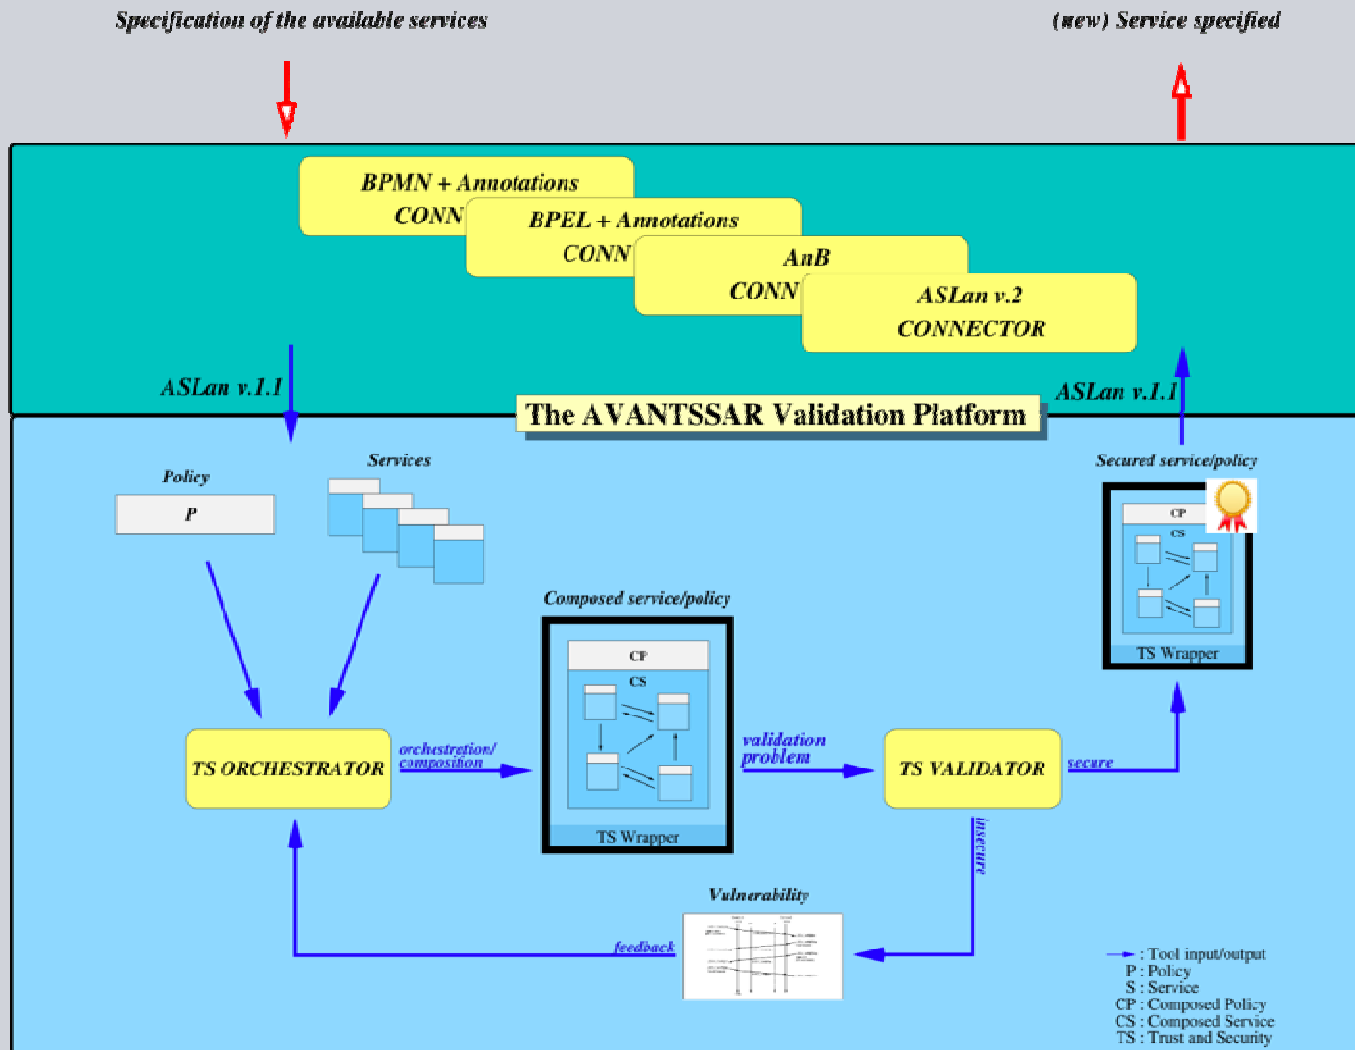 Specification of the available services
(new) Service specified
BPMN + Annotations
CONN
BPEL + Annotations
CONN
AnB
CONN
ASLan v.2
CONNECTOR
ASLan v.1.1
ASLan v.1.1
The AVANTSSAR Validation Platform
Policy
P
Services
Secured service/policy
CP
CS
TS Wrapper
Composed service/policy
CP
CS
TS Wrapper
TS ORCHESTRATOR
orchestration/
composition
validation
problem
TS VALIDATOR
secure
insecure
Vulnerability
feedback
: Tool input/output
P : Policy
S : Service
CP : Composed Policy
CS : Composed Service
TS : Trust and Security